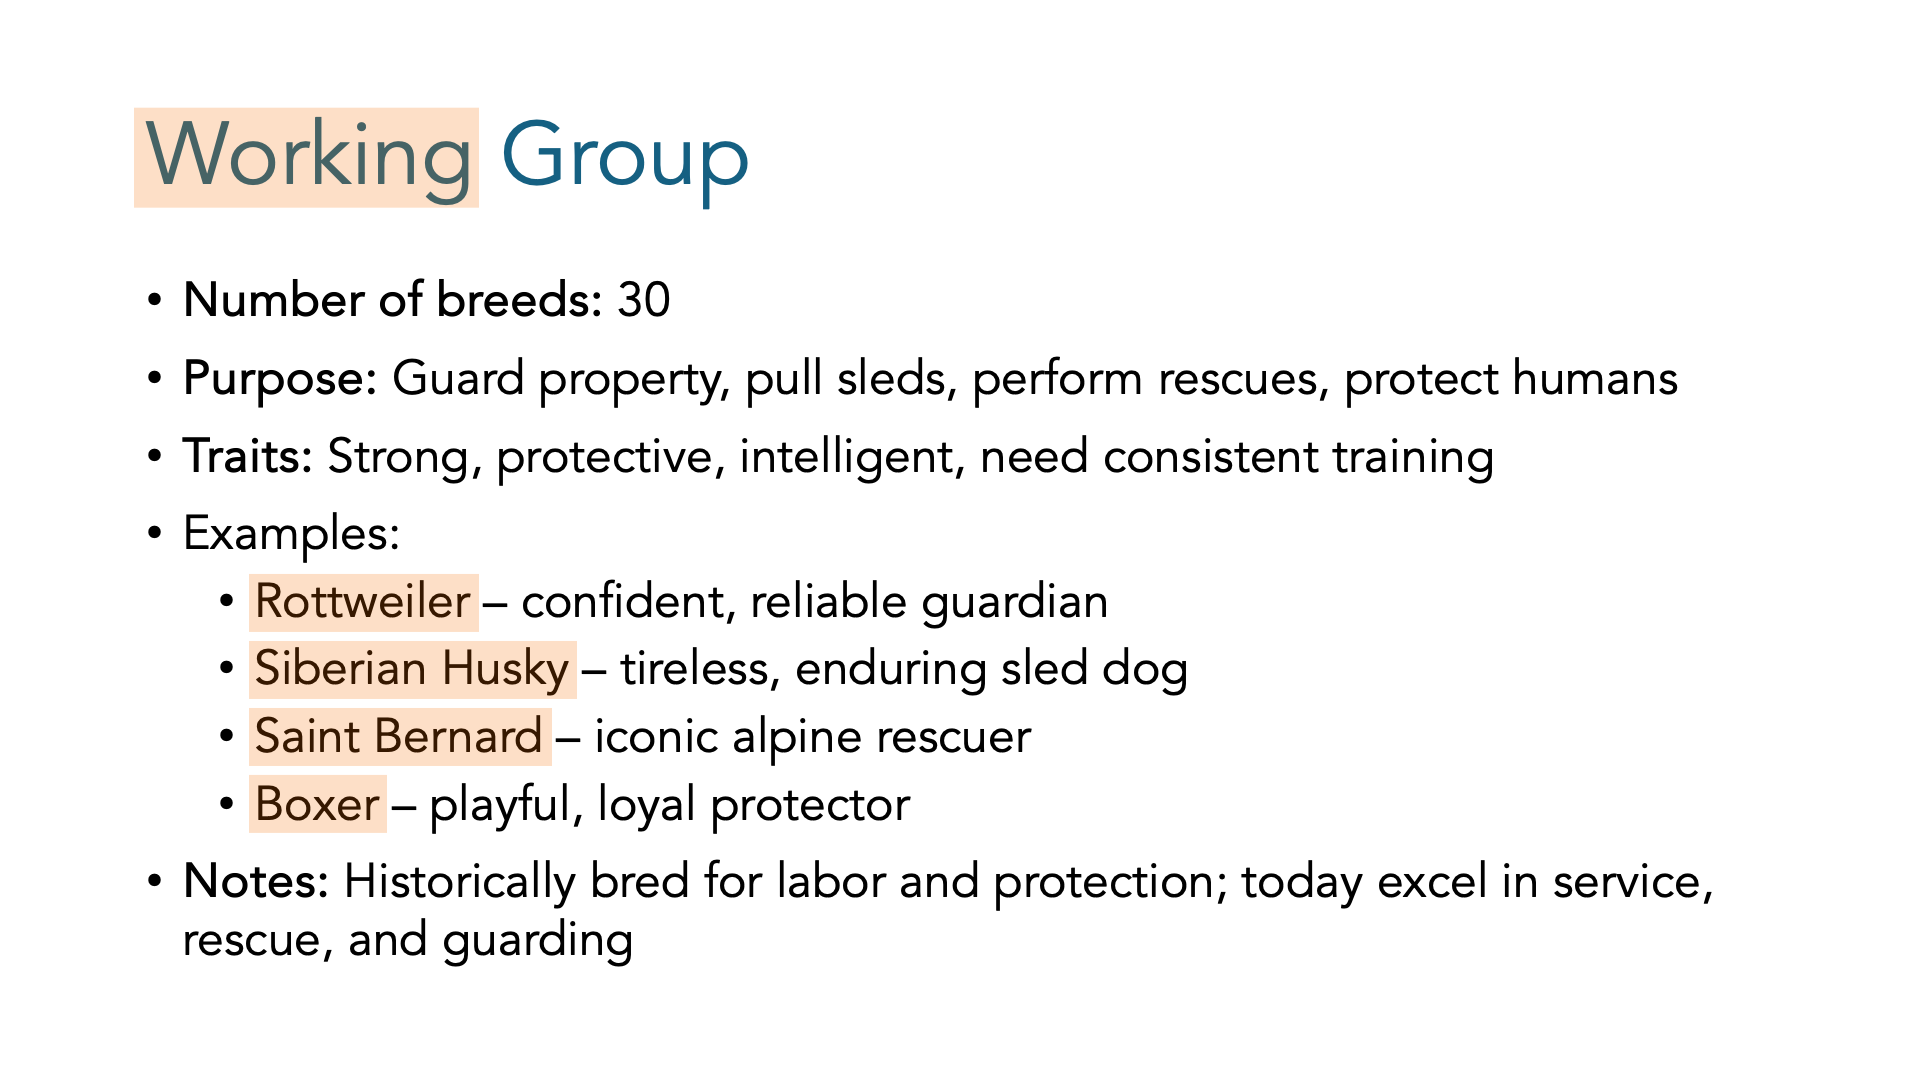 Working Group
• Number of breeds: 30
• Purpose: Guard property, pull sleds, perform rescues, protect humans
• Traits: Strong, protective, intelligent, need consistent training
• Examples:
• Rottweiler – confident, reliable guardian
• Siberian Husky – tireless, enduring sled dog
• Saint Bernard – iconic alpine rescuer
• Boxer – playful, loyal protector
• Notes: Historically bred for labor and protection; today excel in service,
rescue, and guarding